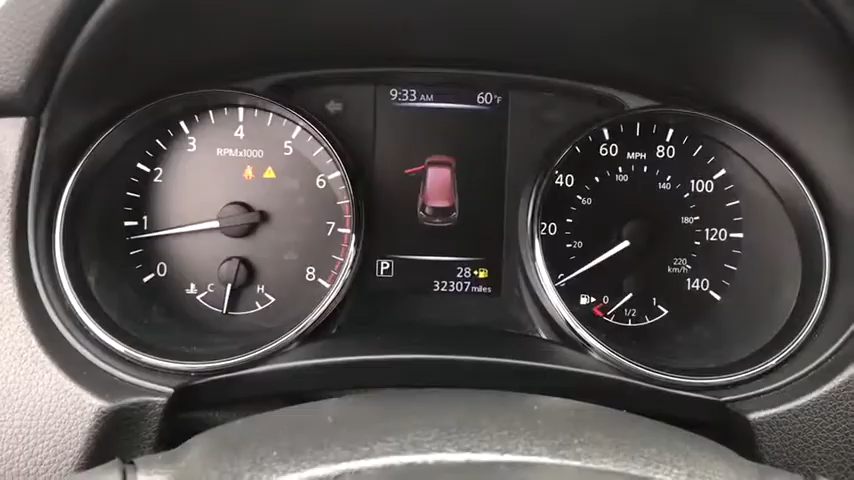 9:33 AM 60°F
0 1 2 3 4 5 6 7 8
RPMx1000
C H
P
28
32307 miles
0 20 40 60 80 100 120 140
MPH
20 60 100 140 180 220
km/h
0 1/2 1